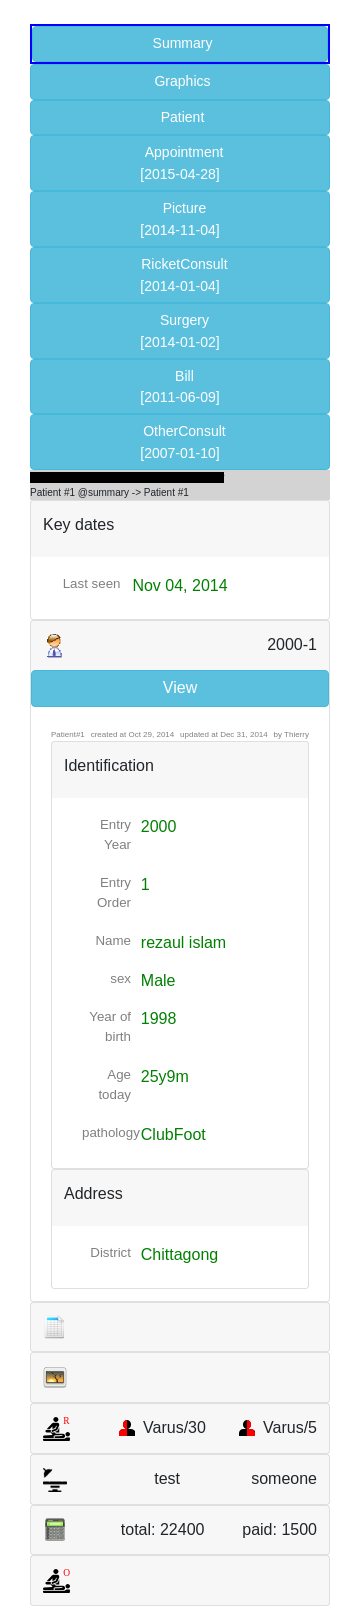 Summary
Graphics
Patient
Appointment
[2015-04-28]
Picture
[2014-11-04]
RicketConsult
[2014-01-04]
Surgery
[2014-01-02]
Bill
[2011-06-09]
OtherConsult
[2007-01-10]
Patient #1 @summary -> Patient #1
Key dates
Last seen Nov 04, 2014
2000-1
View
Patient#1 created at Oct 29, 2014 updated at Dec 31, 2014 by Thierry
Identification
Entry Year 2000
Entry Order 1
Name rezaul islam
sex Male
Year of birth 1998
Age today 25y9m
pathology ClubFoot
Address
District Chittagong
R Varus/30 Varus/5
test someone
total: 22400 paid: 1500
O